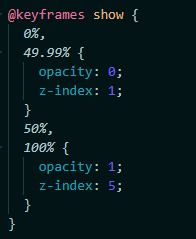 @keyframes show {
  0%,
  49.99% {
    opacity: 0;
    z-index: 1;
  }
  50%,
  100% {
    opacity: 1;
    z-index: 5;
  }
}